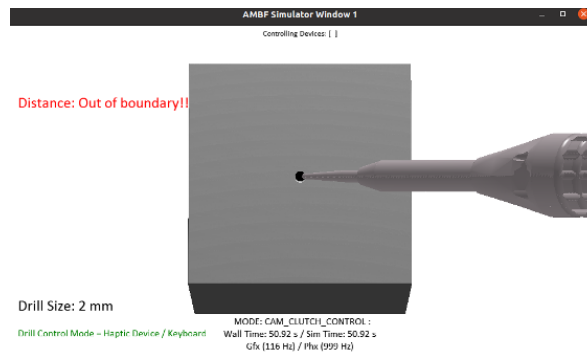 AMBF Simulator Window 1
Controlling Devices: [ ]
Distance: Out of boundary!!
Drill Size: 2 mm
Drill Control Mode – Haptic Device / Keyboard
MODE: CAM_CLUTCH_CONTROL :
Wall Time: 50.92 s / Sim Time: 50.92 s
Gfx (116 Hz) / Phx (999 Hz)